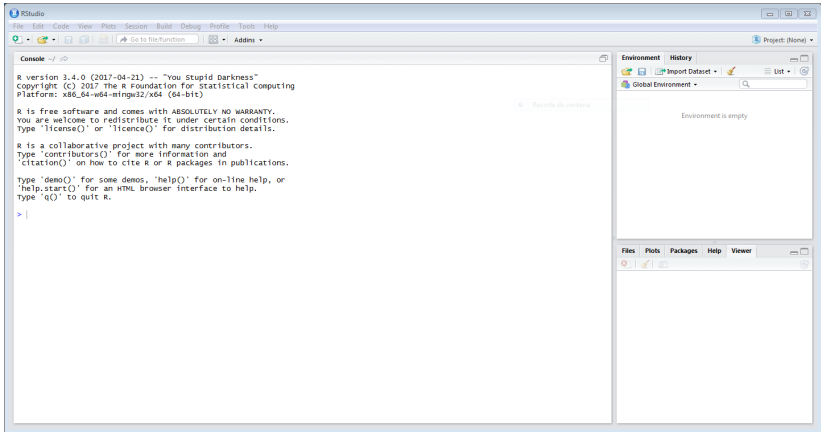 RStudio
File Edit Code View Plots Session Build Debug Profile Tools Help
Go to file/function Addins Project: (None)
Console ~/
R version 3.4.0 (2017-04-21) -- "You Stupid Darkness"
Copyright (C) 2017 The R Foundation for Statistical Computing
Platform: x86_64-w64-mingw32/x64 (64-bit)
R is free software and comes with ABSOLUTELY NO WARRANTY.
You are welcome to redistribute it under certain conditions.
Type 'license()' or 'licence()' for distribution details.
R is a collaborative project with many contributors.
Type 'contributors()' for more information and
'citation()' on how to cite R or R packages in publications.
Type 'demo()' for some demos, 'help()' for on-line help, or
'help.start()' for an HTML browser interface to help.
Type 'q()' to quit R.
>
Environment History
Import Dataset List
Global Environment
Environment is empty
Files Plots Packages Help Viewer